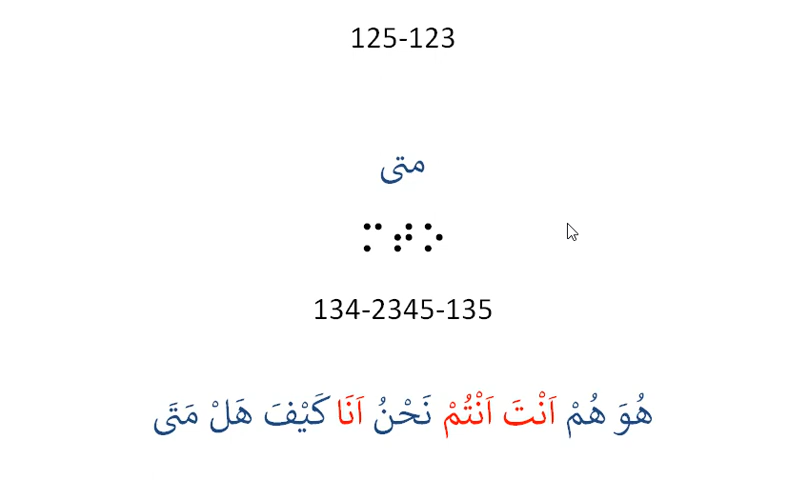 125-123
متى
⠍⠞⠕
134-2345-135
هُوَ هُمْ اَنْتَ اَنْتُمْ نَحْنُ اَنَا كَيْفَ هَلْ مَتَى